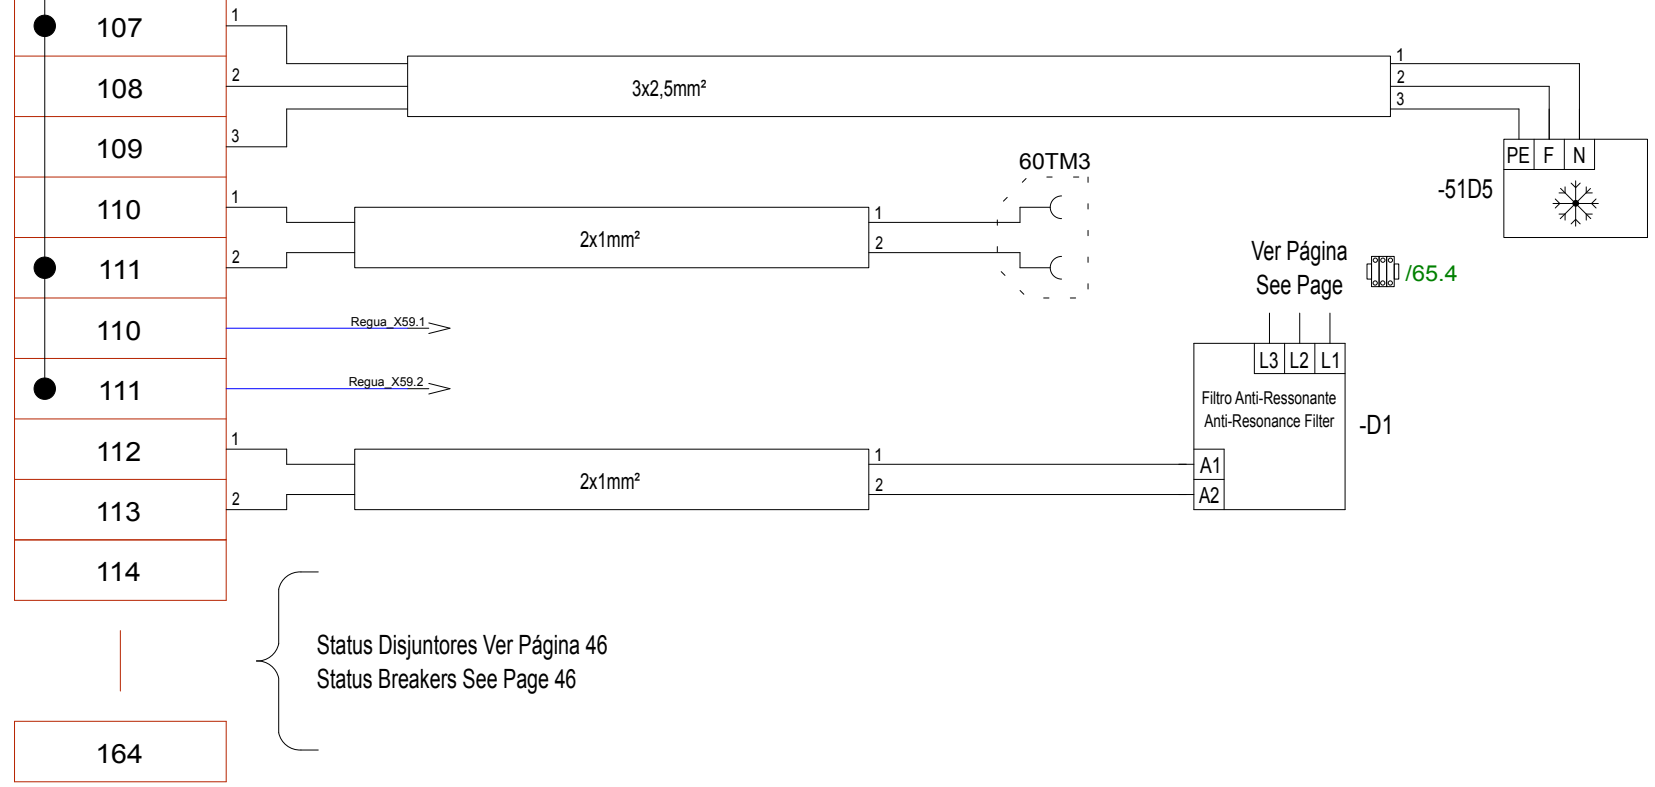 107
1
108
2
109
3
3x2,5mm²
1
2
3
PE F N
-51D5
110
1
111
2
2x1mm²
1
2
60TM3
110
Regua_X59.1
111
Regua_X59.2
Ver Página
See Page
/65.4
L3 L2 L1
Filtro Anti-Ressonante
Anti-Resonance Filter
-D1
A1
A2
112
1
113
2
2x1mm²
1
2
114
Status Disjuntores Ver Página 46
Status Breakers See Page 46
164